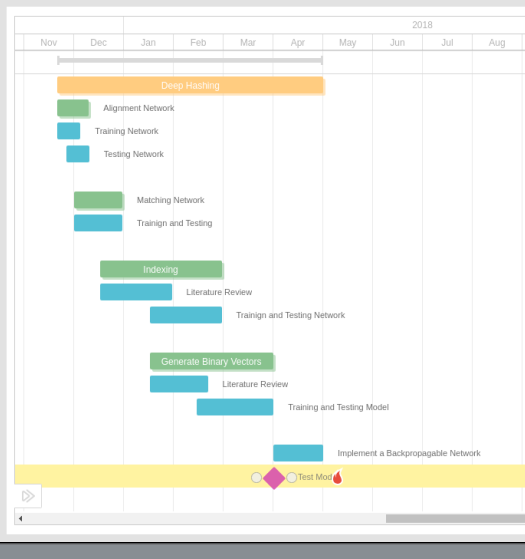 2018
Nov Dec Jan Feb Mar Apr May Jun Jul Aug
Deep Hashing
Alignment Network
Training Network
Testing Network
Matching Network
Trainign and Testing
Indexing
Literature Review
Trainign and Testing Network
Generate Binary Vectors
Literature Review
Training and Testing Model
Implement a Backpropagable Network
Test Mod